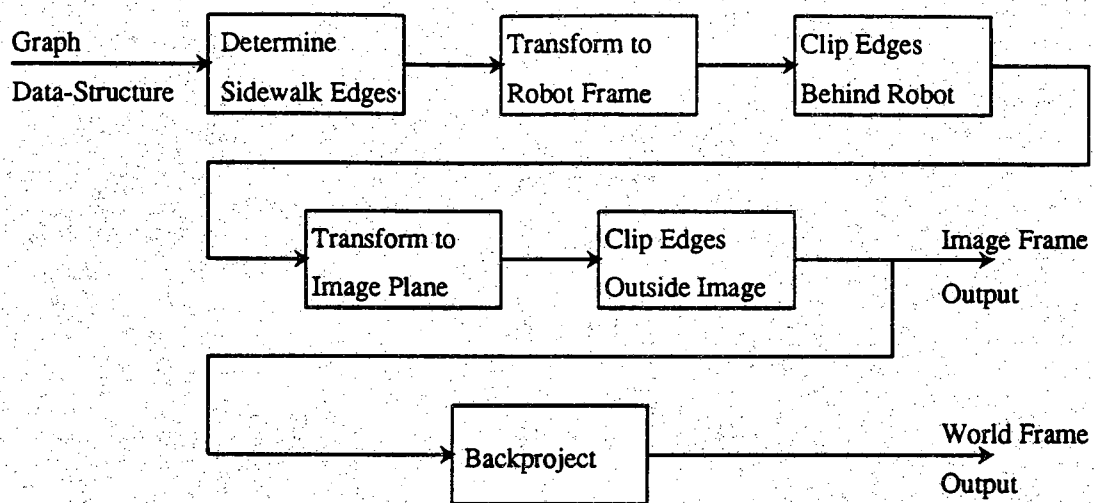 Graph
Data-Structure
Determine
Sidewalk Edges
Transform to
Robot Frame
Clip Edges
Behind Robot
Transform to
Image Plane
Clip Edges
Outside Image
Image Frame
Output
Backproject
World Frame
Output